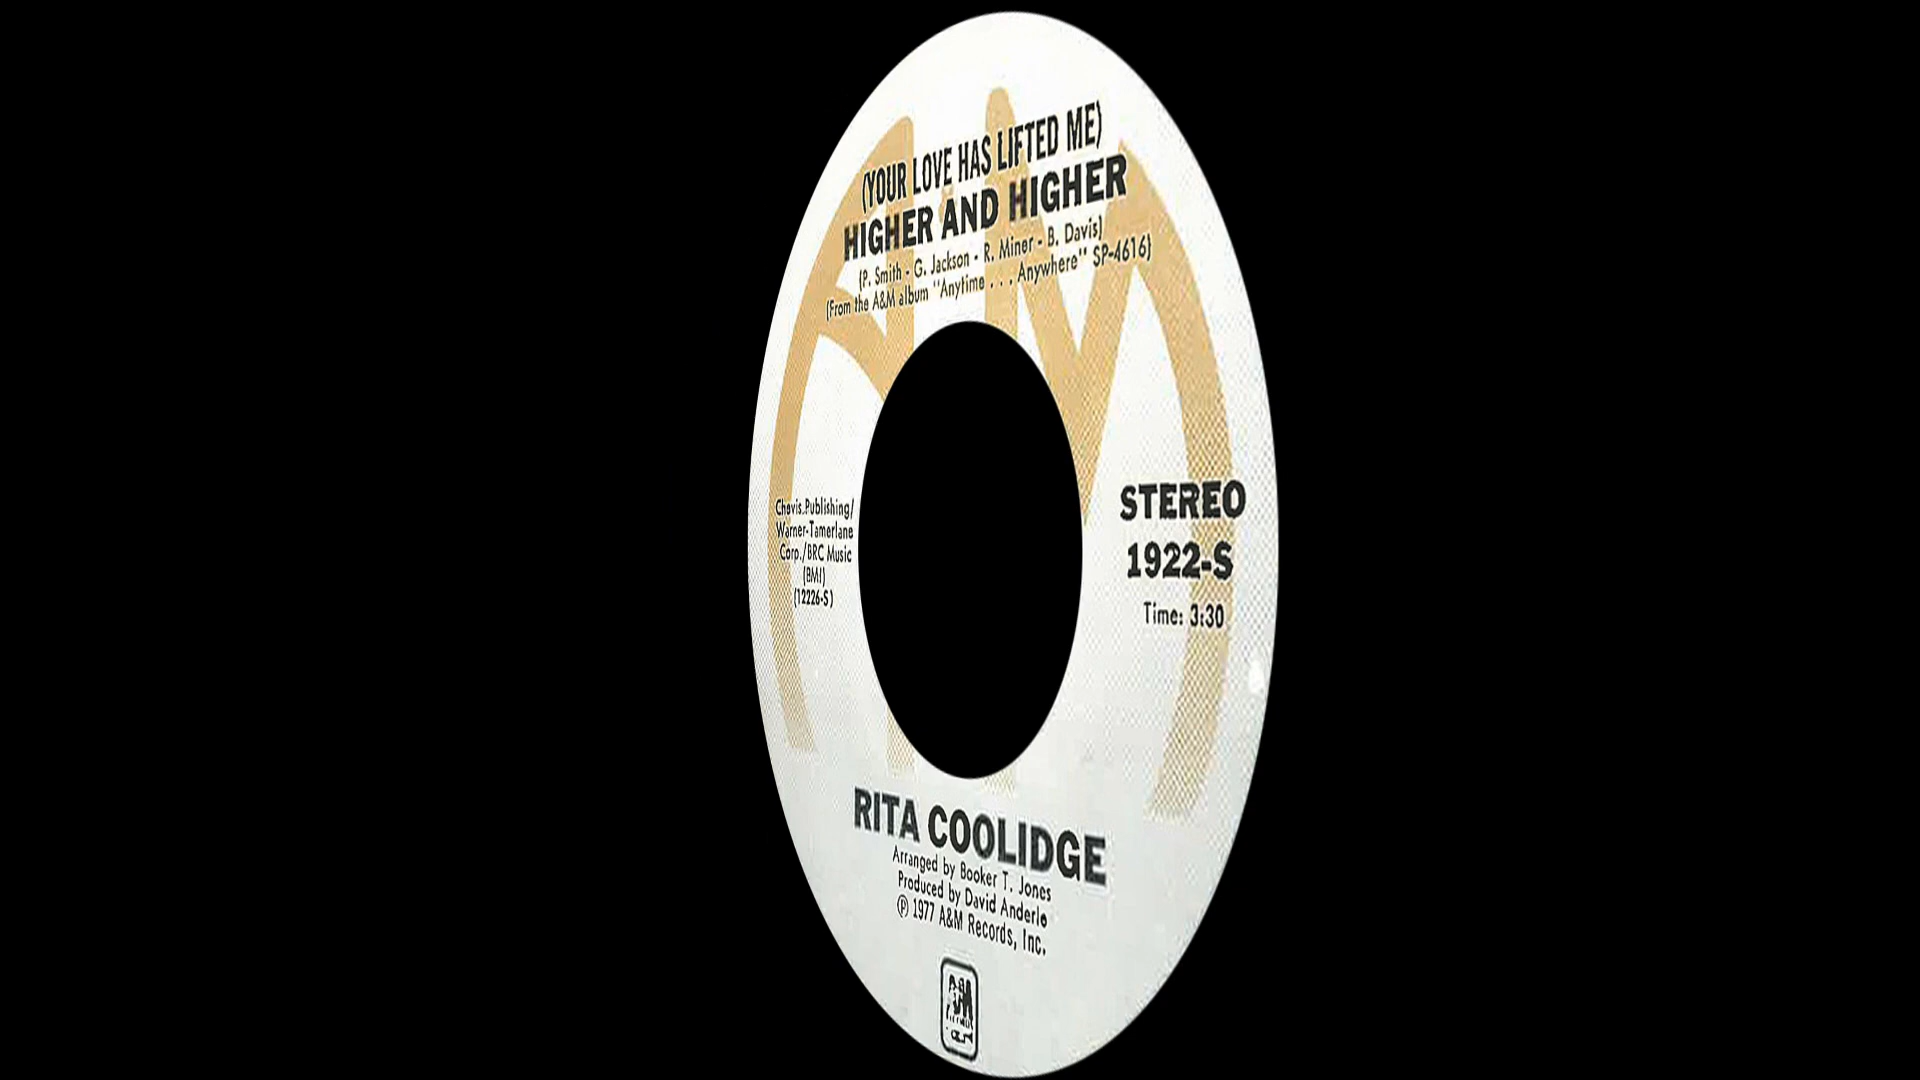 (YOUR LOVE HAS LIFTED ME)
HIGHER AND HIGHER
(P. Smith - G. Jackson - R. Miner - B. Davis)
(From the A&M album "Anytime . . . Anywhere" SP-4616)
Chevis Publishing/
Warner-Tamerlane
Corp./BRC Music
(BMI)
(12226-S)
STEREO
1922-S
Time: 3:30
RITA COOLIDGE
Arranged by Booker T. Jones
Produced by David Anderle
℗ 1977 A&M Records, Inc.